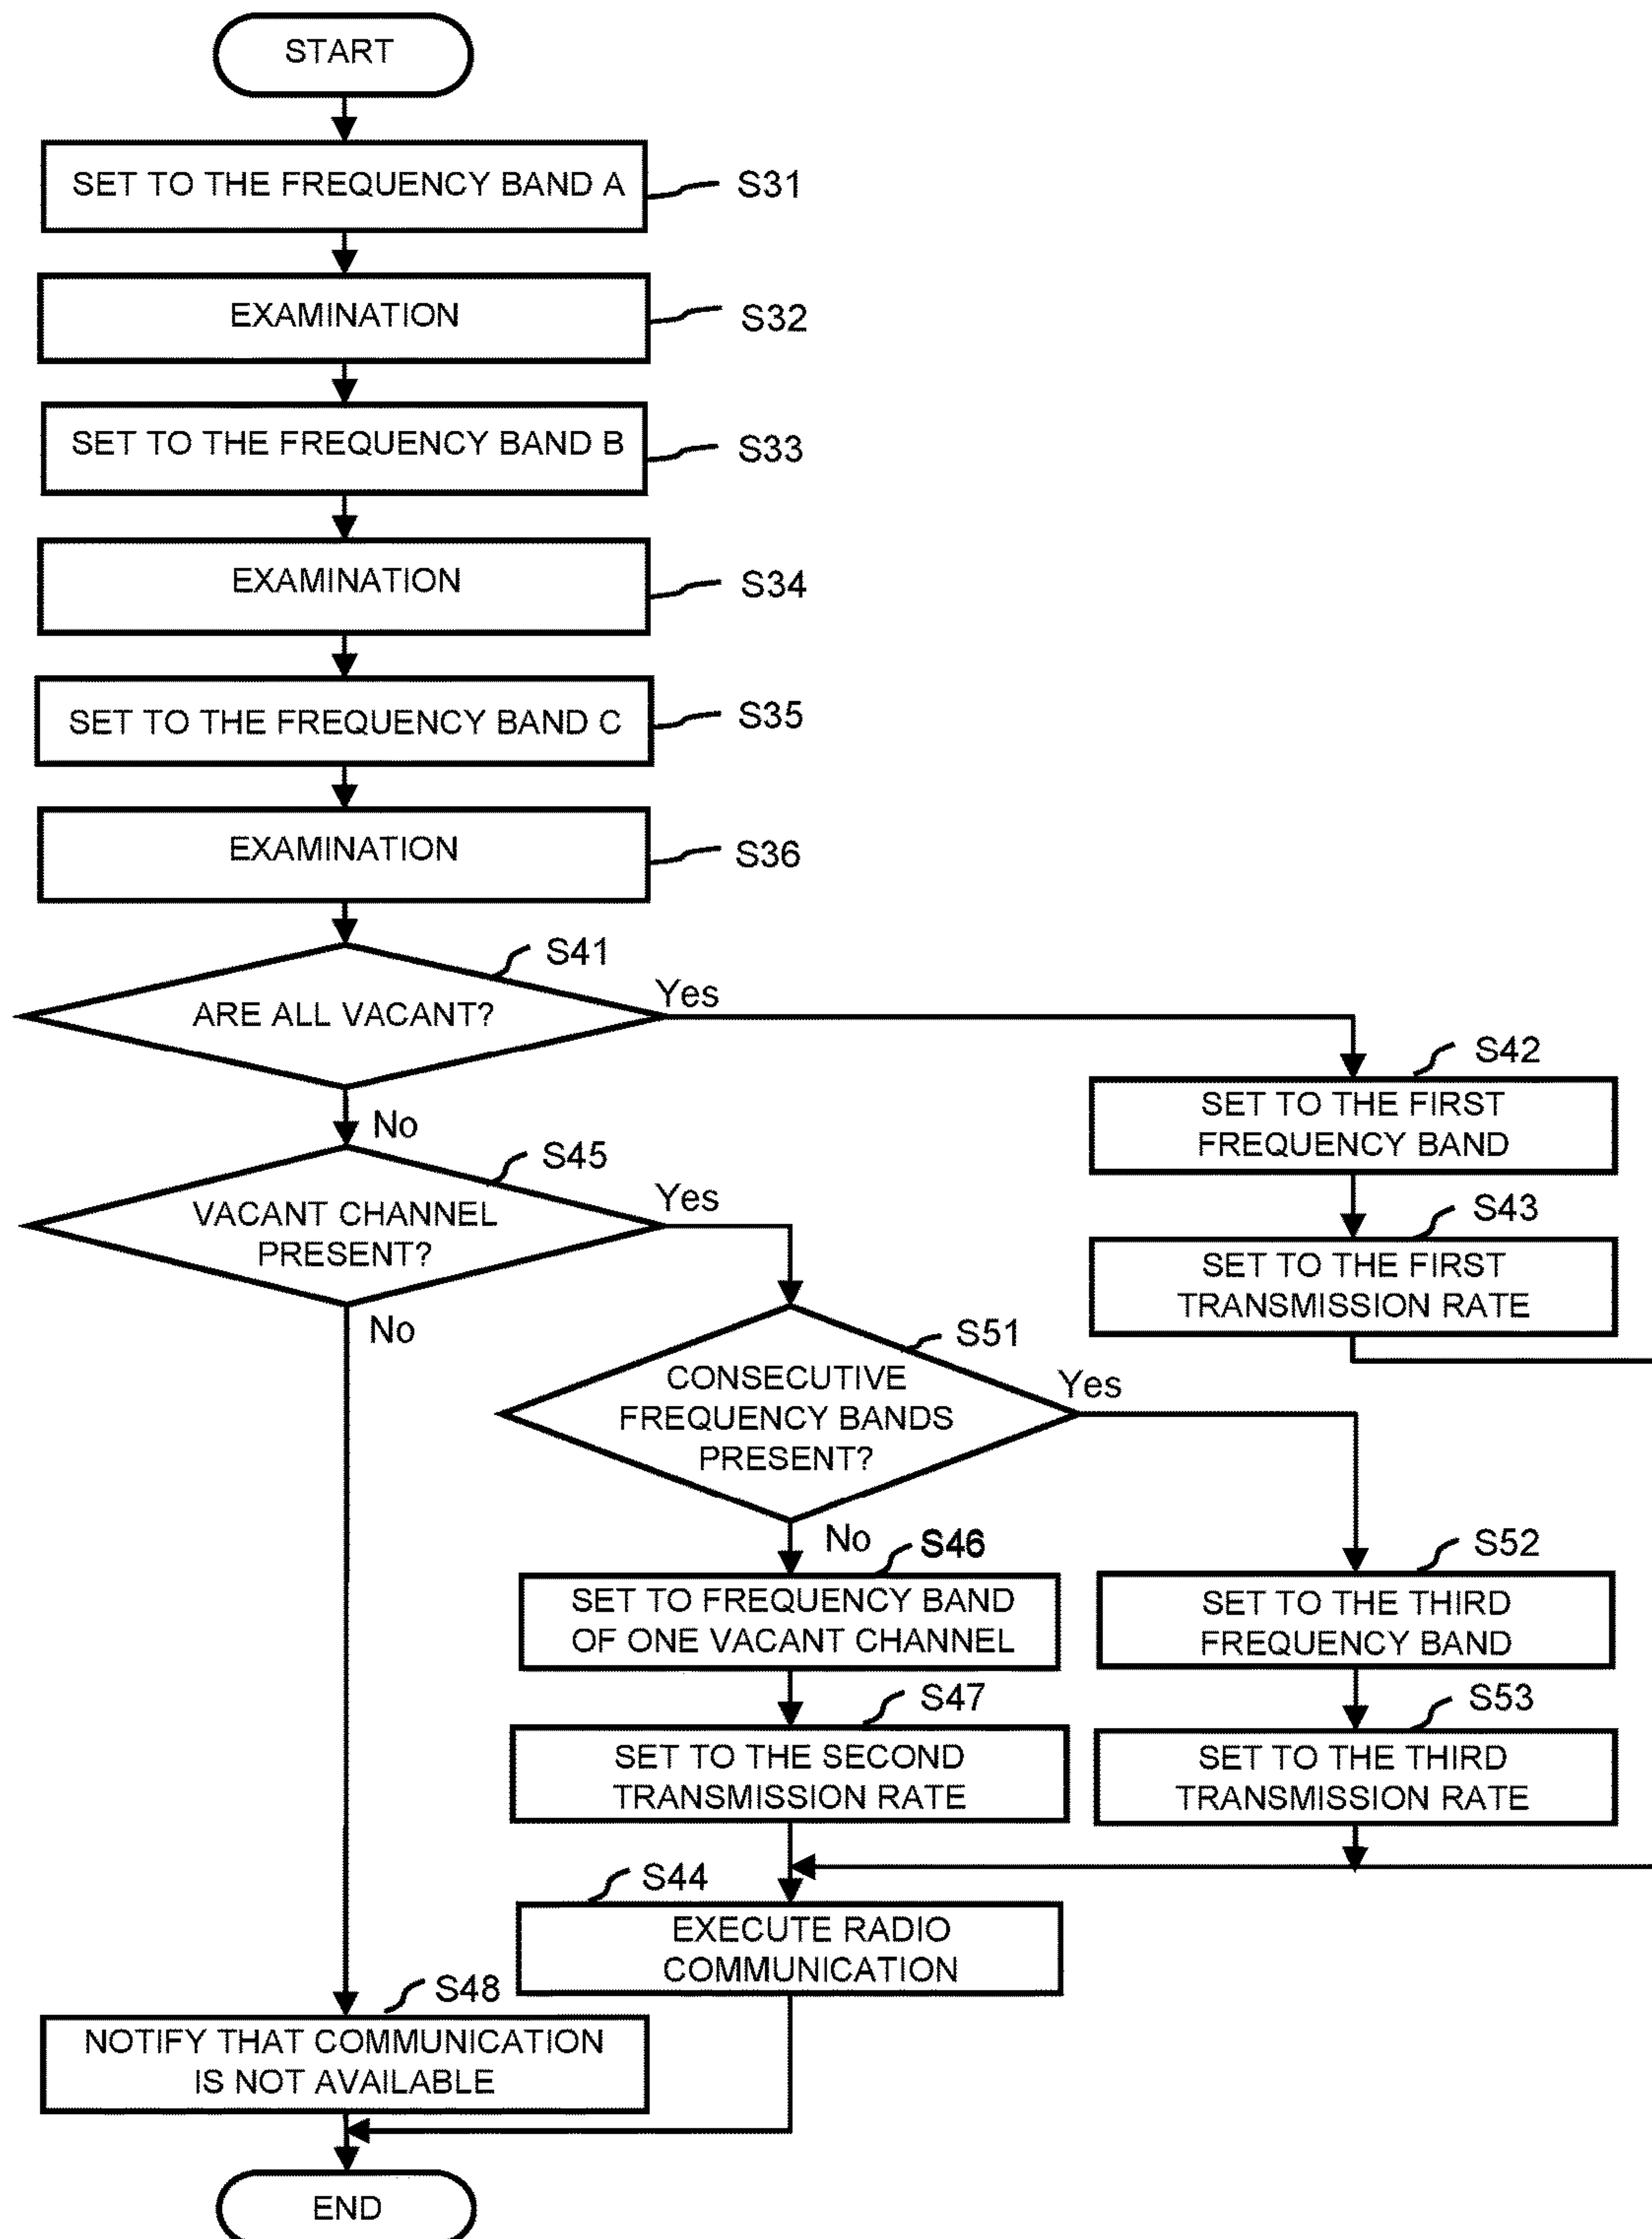 START
SET TO THE FREQUENCY BAND A
S31
EXAMINATION
S32
SET TO THE FREQUENCY BAND B
S33
EXAMINATION
S34
SET TO THE FREQUENCY BAND C
S35
EXAMINATION
S36
S41
ARE ALL VACANT?
Yes
No
S42
SET TO THE FIRST
FREQUENCY BAND
S43
SET TO THE FIRST
TRANSMISSION RATE
S45
VACANT CHANNEL
PRESENT?
Yes
No
S51
CONSECUTIVE
FREQUENCY BANDS
PRESENT?
Yes
No
S46
SET TO FREQUENCY BAND
OF ONE VACANT CHANNEL
S52
SET TO THE THIRD
FREQUENCY BAND
S47
SET TO THE SECOND
TRANSMISSION RATE
S53
SET TO THE THIRD
TRANSMISSION RATE
S44
EXECUTE RADIO
COMMUNICATION
S48
NOTIFY THAT COMMUNICATION
IS NOT AVAILABLE
END